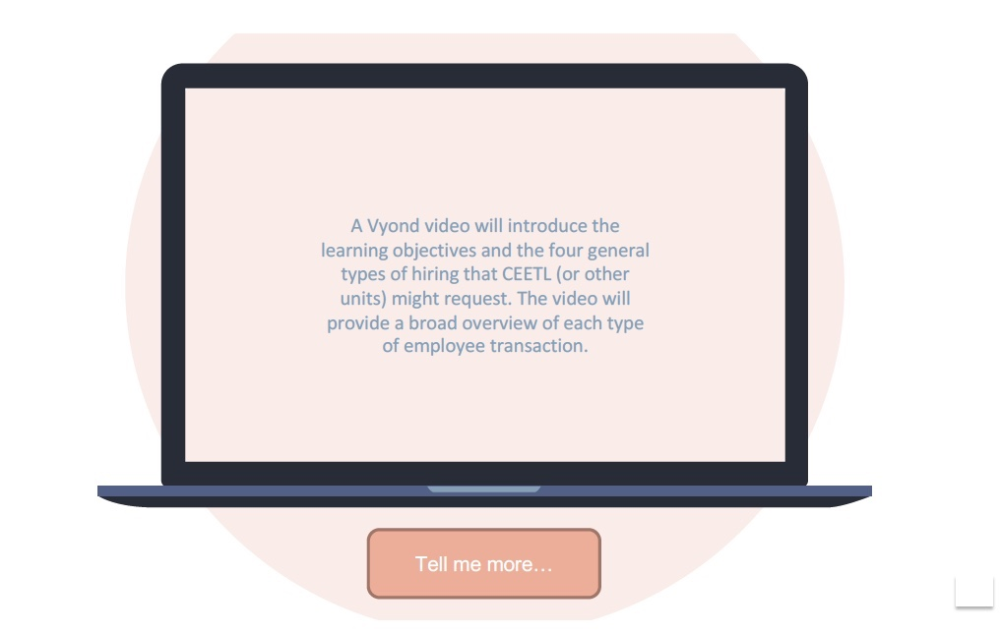 A Vyond video will introduce the
learning objectives and the four general
types of hiring that CEETL (or other
units) might request. The video will
provide a broad overview of each type
of employee transaction.
Tell me more…